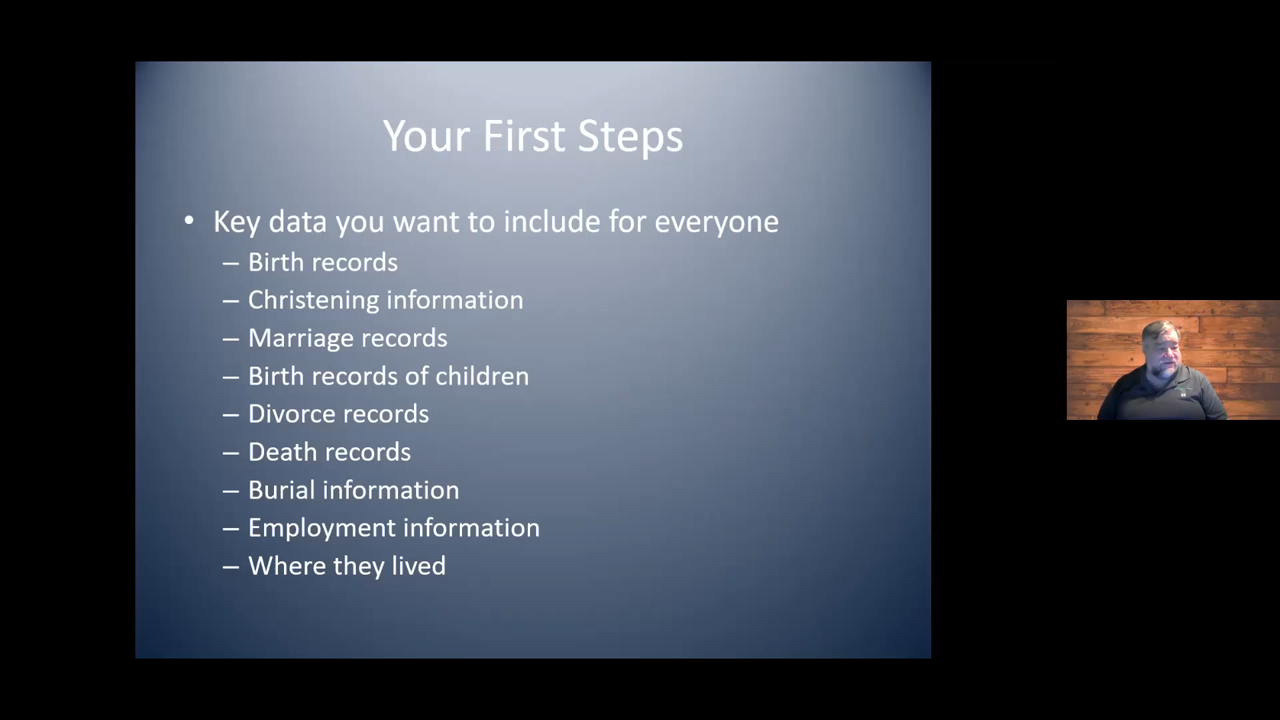 Your First Steps
• Key data you want to include for everyone
– Birth records
– Christening information
– Marriage records
– Birth records of children
– Divorce records
– Death records
– Burial information
– Employment information
– Where they lived